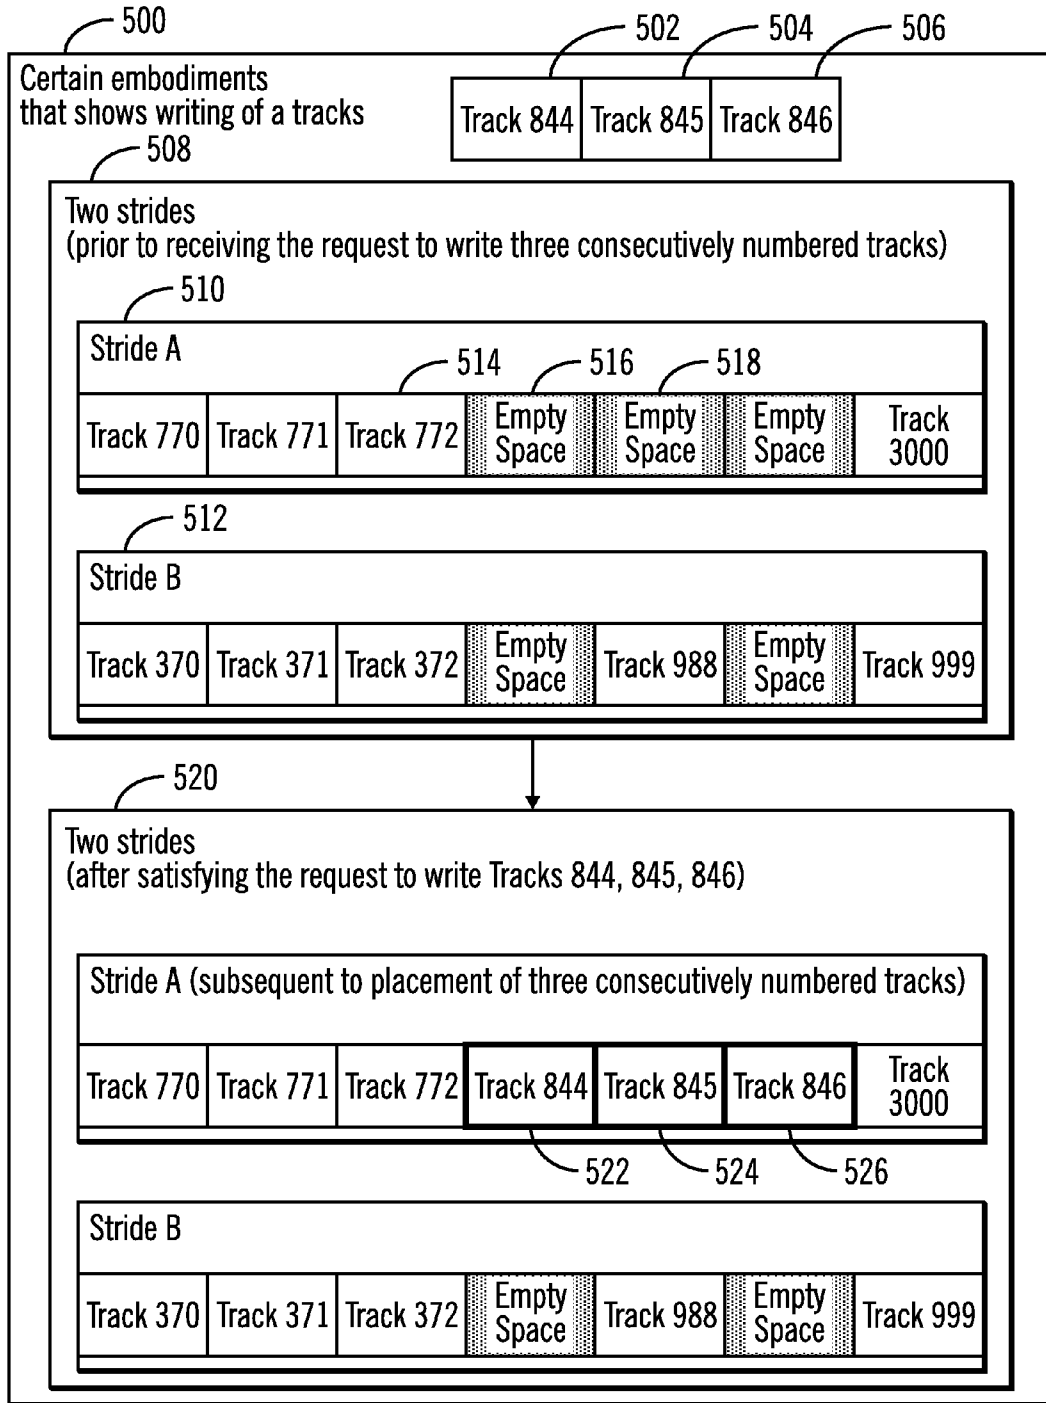 500
502
504
506
Certain embodiments
that shows writing of a tracks
Track 844 Track 845 Track 846
508
Two strides
(prior to receiving the request to write three consecutively numbered tracks)
510
Stride A
514
516
518
Track 770 Track 771 Track 772 Empty Space Empty Space Empty Space Track 3000
512
Stride B
Track 370 Track 371 Track 372 Empty Space Track 988 Empty Space Track 999
520
Two strides
(after satisfying the request to write Tracks 844, 845, 846)
Stride A (subsequent to placement of three consecutively numbered tracks)
Track 770 Track 771 Track 772 Track 844 Track 845 Track 846 Track 3000
522
524
526
Stride B
Track 370 Track 371 Track 372 Empty Space Track 988 Empty Space Track 999